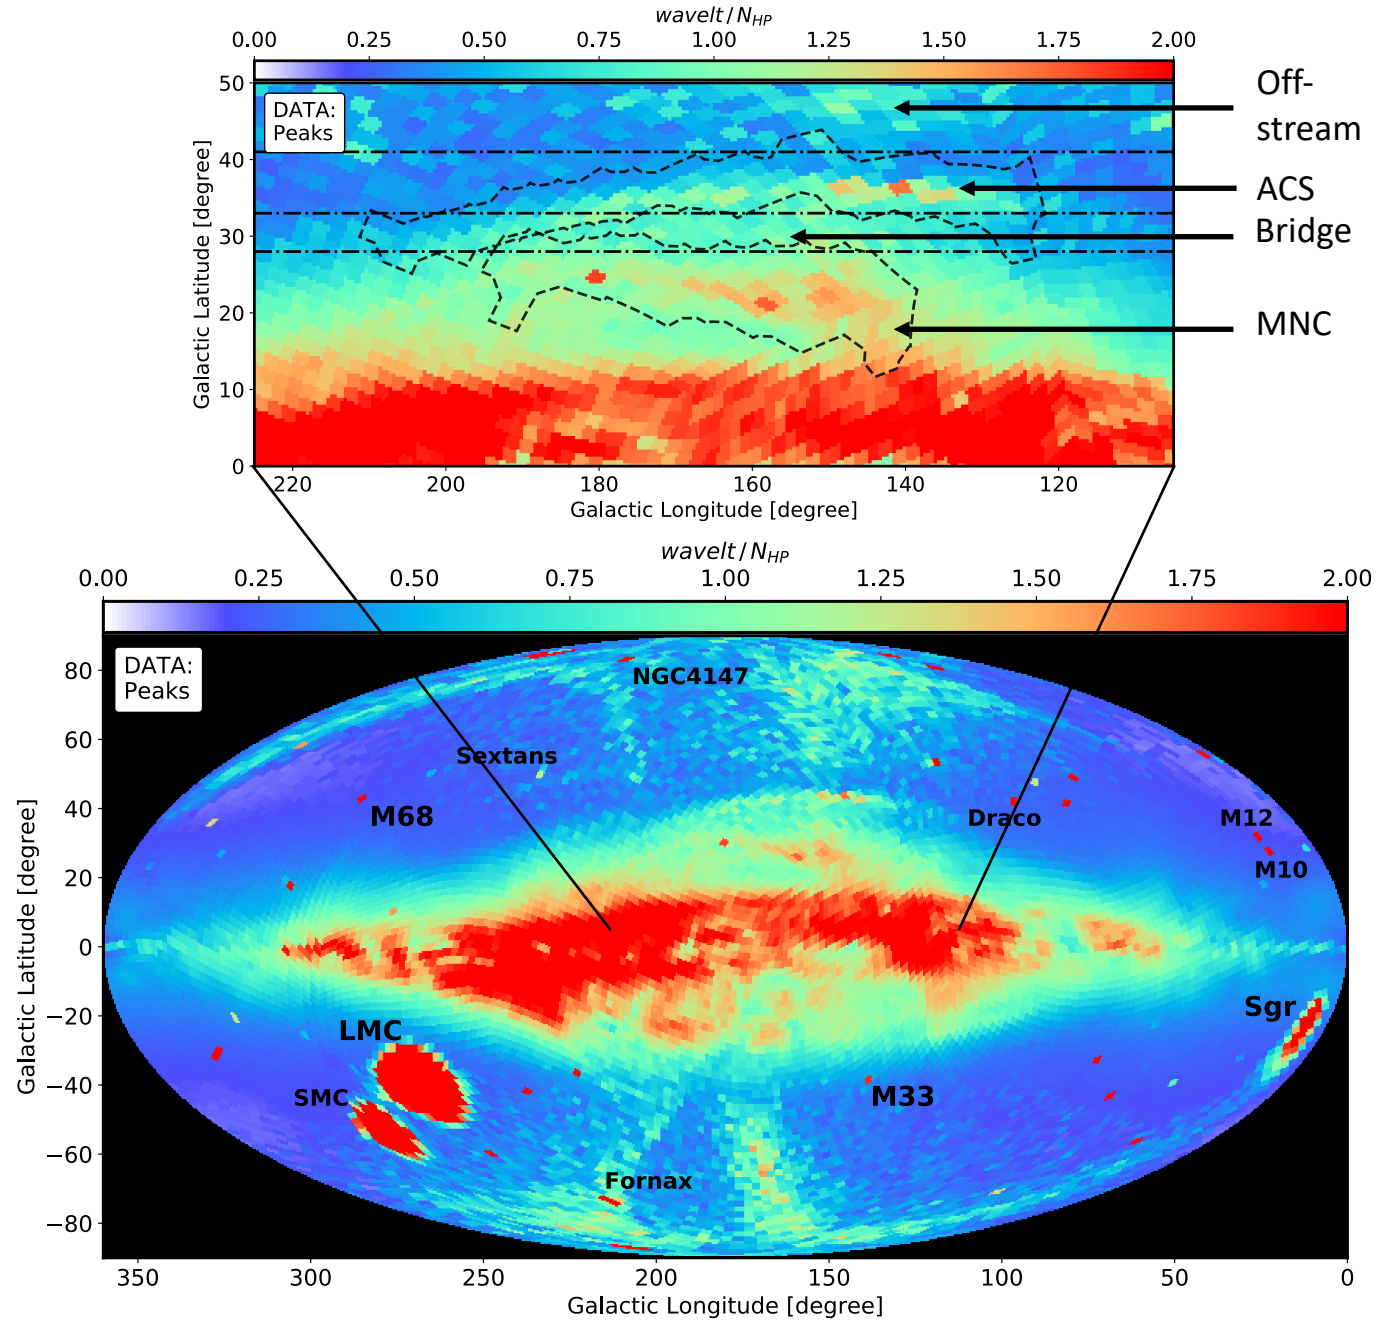 wavelt / N_HP
0.00 0.25 0.50 0.75 1.00 1.25 1.50 1.75 2.00
DATA:
Peaks
50
40
30
20
10
0
Galactic Latitude [degree]
220 200 180 160 140 120
Galactic Longitude [degree]
Off-
stream
ACS
Bridge
MNC
wavelt / N_HP
0.00 0.25 0.50 0.75 1.00 1.25 1.50 1.75 2.00
DATA:
Peaks
NGC4147
Sextans
M68
Draco
M12
M10
LMC
Sgr
SMC
M33
Fornax
80
60
40
20
0
−20
−40
−60
−80
Galactic Latitude [degree]
350 300 250 200 150 100 50 0
Galactic Longitude [degree]